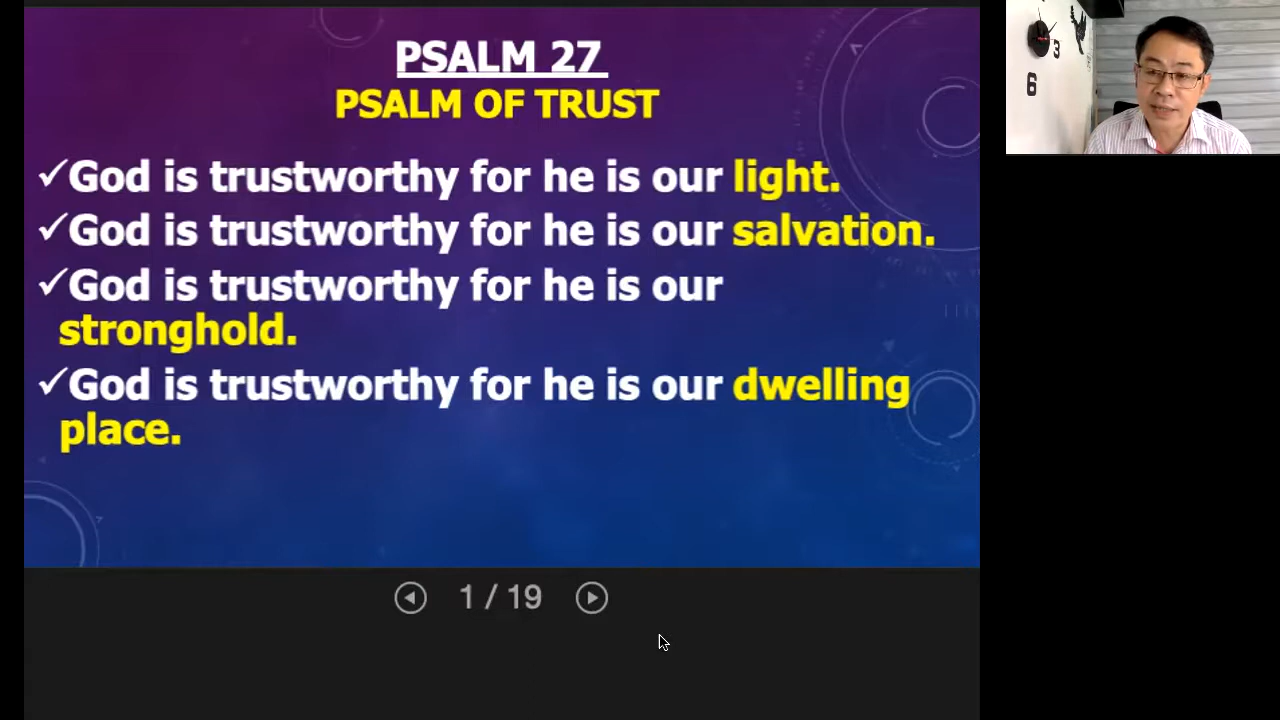 PSALM 27
PSALM OF TRUST
✓God is trustworthy for he is our light.
✓God is trustworthy for he is our salvation.
✓God is trustworthy for he is our
stronghold.
✓God is trustworthy for he is our dwelling
place.
1 / 19
3
6